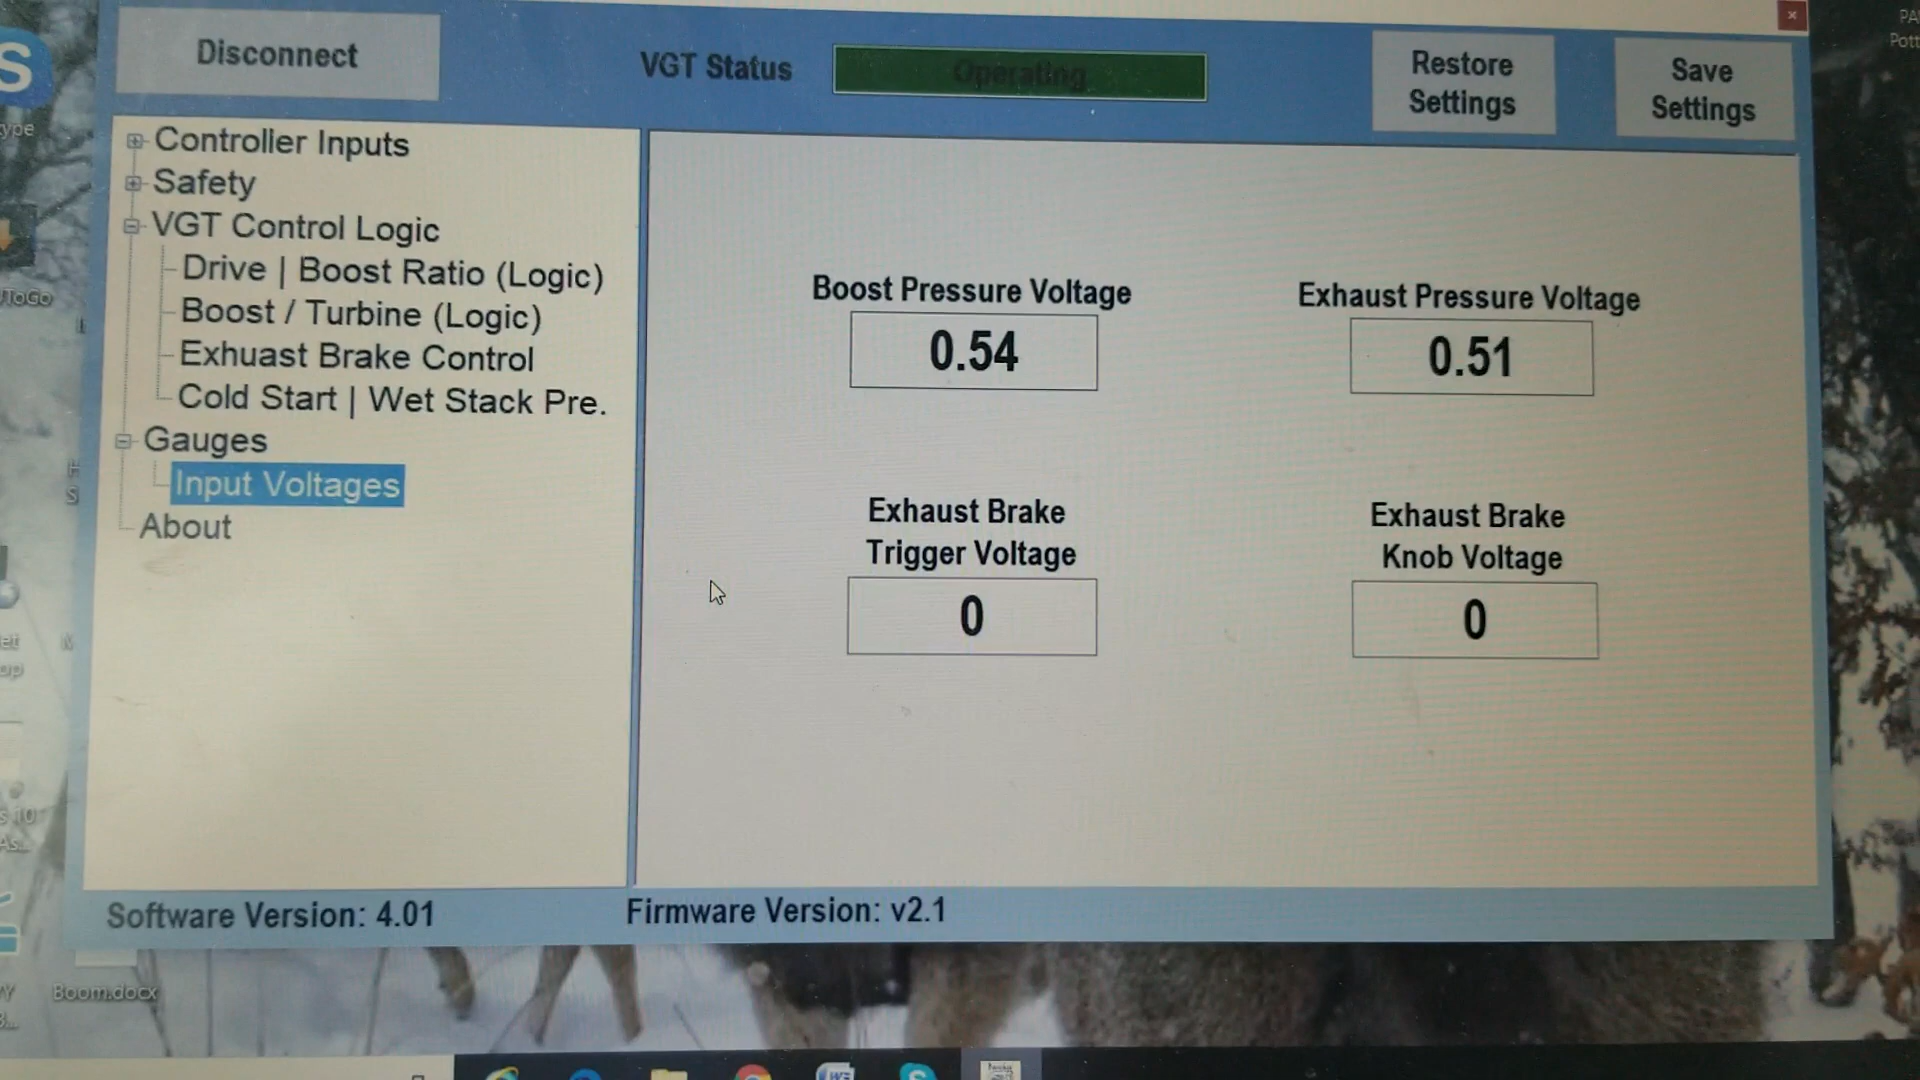 Disconnect
VGT Status
Operating
Restore
Settings
Save
Settings
Controller Inputs
Safety
VGT Control Logic
Drive | Boost Ratio (Logic)
Boost / Turbine (Logic)
Exhuast Brake Control
Cold Start | Wet Stack Pre.
Gauges
Input Voltages
About
Boost Pressure Voltage
0.54
Exhaust Pressure Voltage
0.51
Exhaust Brake
Trigger Voltage
0
Exhaust Brake
Knob Voltage
0
Software Version: 4.01
Firmware Version: v2.1
Boom.docx